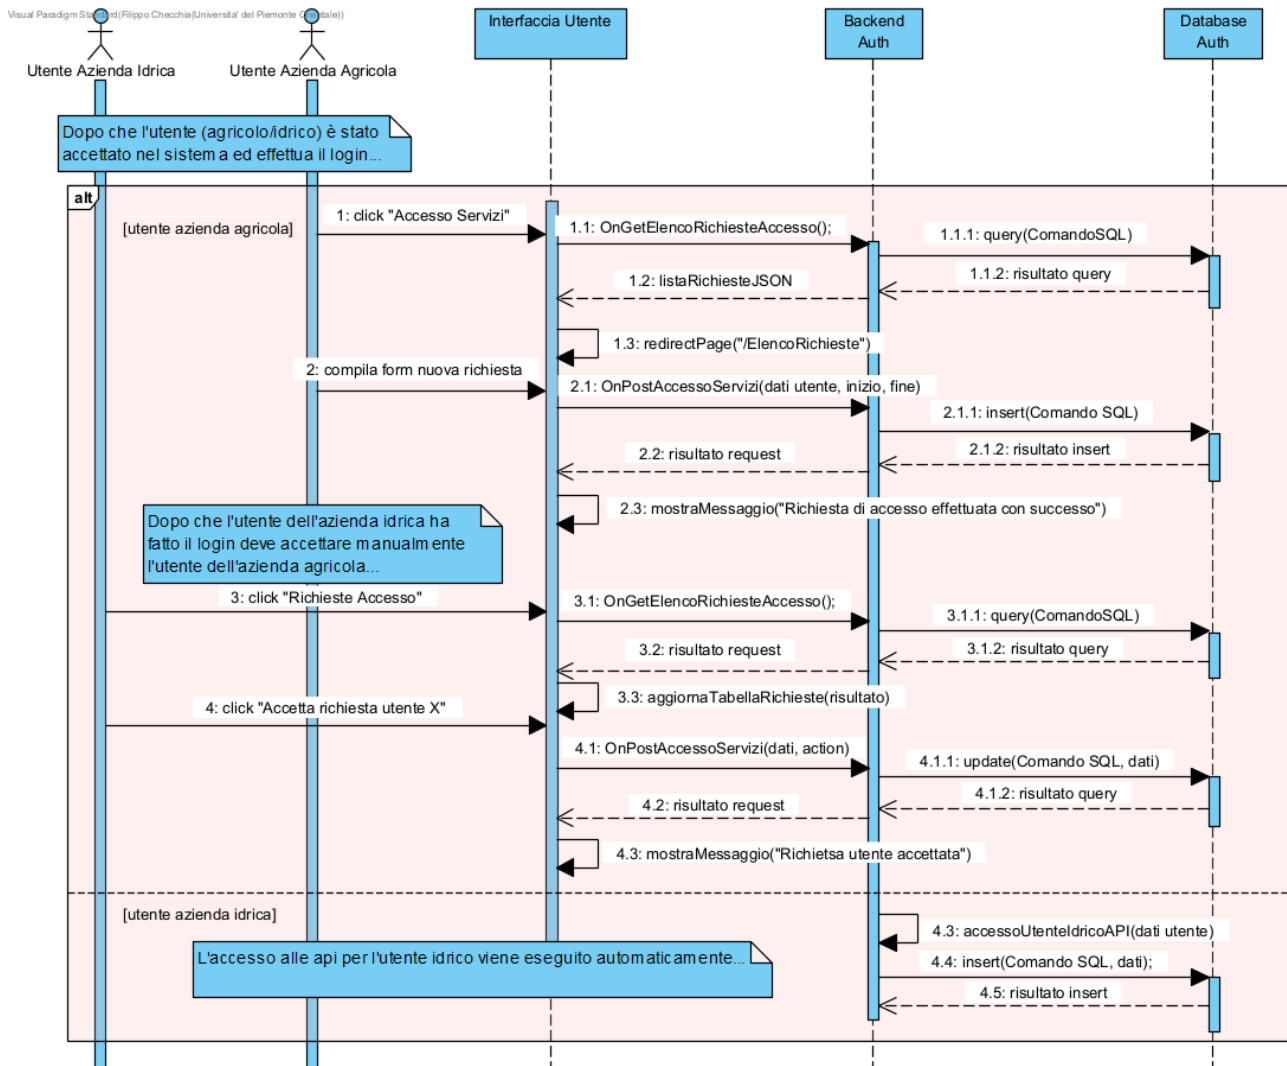 Visual Paradigm Standard(Filippo Checchia(Universita' del Piemonte Orientale))
Utente Azienda Idrica
Utente Azienda Agricola
Interfaccia Utente
Backend
Auth
Database
Auth
Dopo che l'utente (agricolo/idrico) è stato
accettato nel sistema ed effettua il login...
alt
[utente azienda agricola]
1: click "Accesso Servizi"
1.1: OnGetElencoRichiesteAccesso();
1.1.1: query(ComandoSQL)
1.1.2: risultato query
1.2: listaRichiesteJSON
1.3: redirectPage("/ElencoRichieste")
2: compila form nuova richiesta
2.1: OnPostAccessoServizi(dati utente, inizio, fine)
2.1.1: insert(Comando SQL)
2.1.2: risultato insert
2.2: risultato request
2.3: mostraMessaggio("Richiesta di accesso effettuata con successo")
Dopo che l'utente dell'azienda idrica ha
fatto il login deve accettare manualmente
l'utente dell'azienda agricola...
3: click "Richieste Accesso"
3.1: OnGetElencoRichiesteAccesso();
3.1.1: query(ComandoSQL)
3.1.2: risultato query
3.2: risultato request
3.3: aggiornaTabellaRichieste(risultato)
4: click "Accetta richiesta utente X"
4.1: OnPostAccessoServizi(dati, action)
4.1.1: update(Comando SQL, dati)
4.1.2: risultato query
4.2: risultato request
4.3: mostraMessaggio("Richietsa utente accettata")
[utente azienda idrica]
4.3: accessoUtenteIdricoAPI(dati utente)
L'accesso alle api per l'utente idrico viene eseguito automaticamente...
4.4: insert(Comando SQL, dati);
4.5: risultato insert